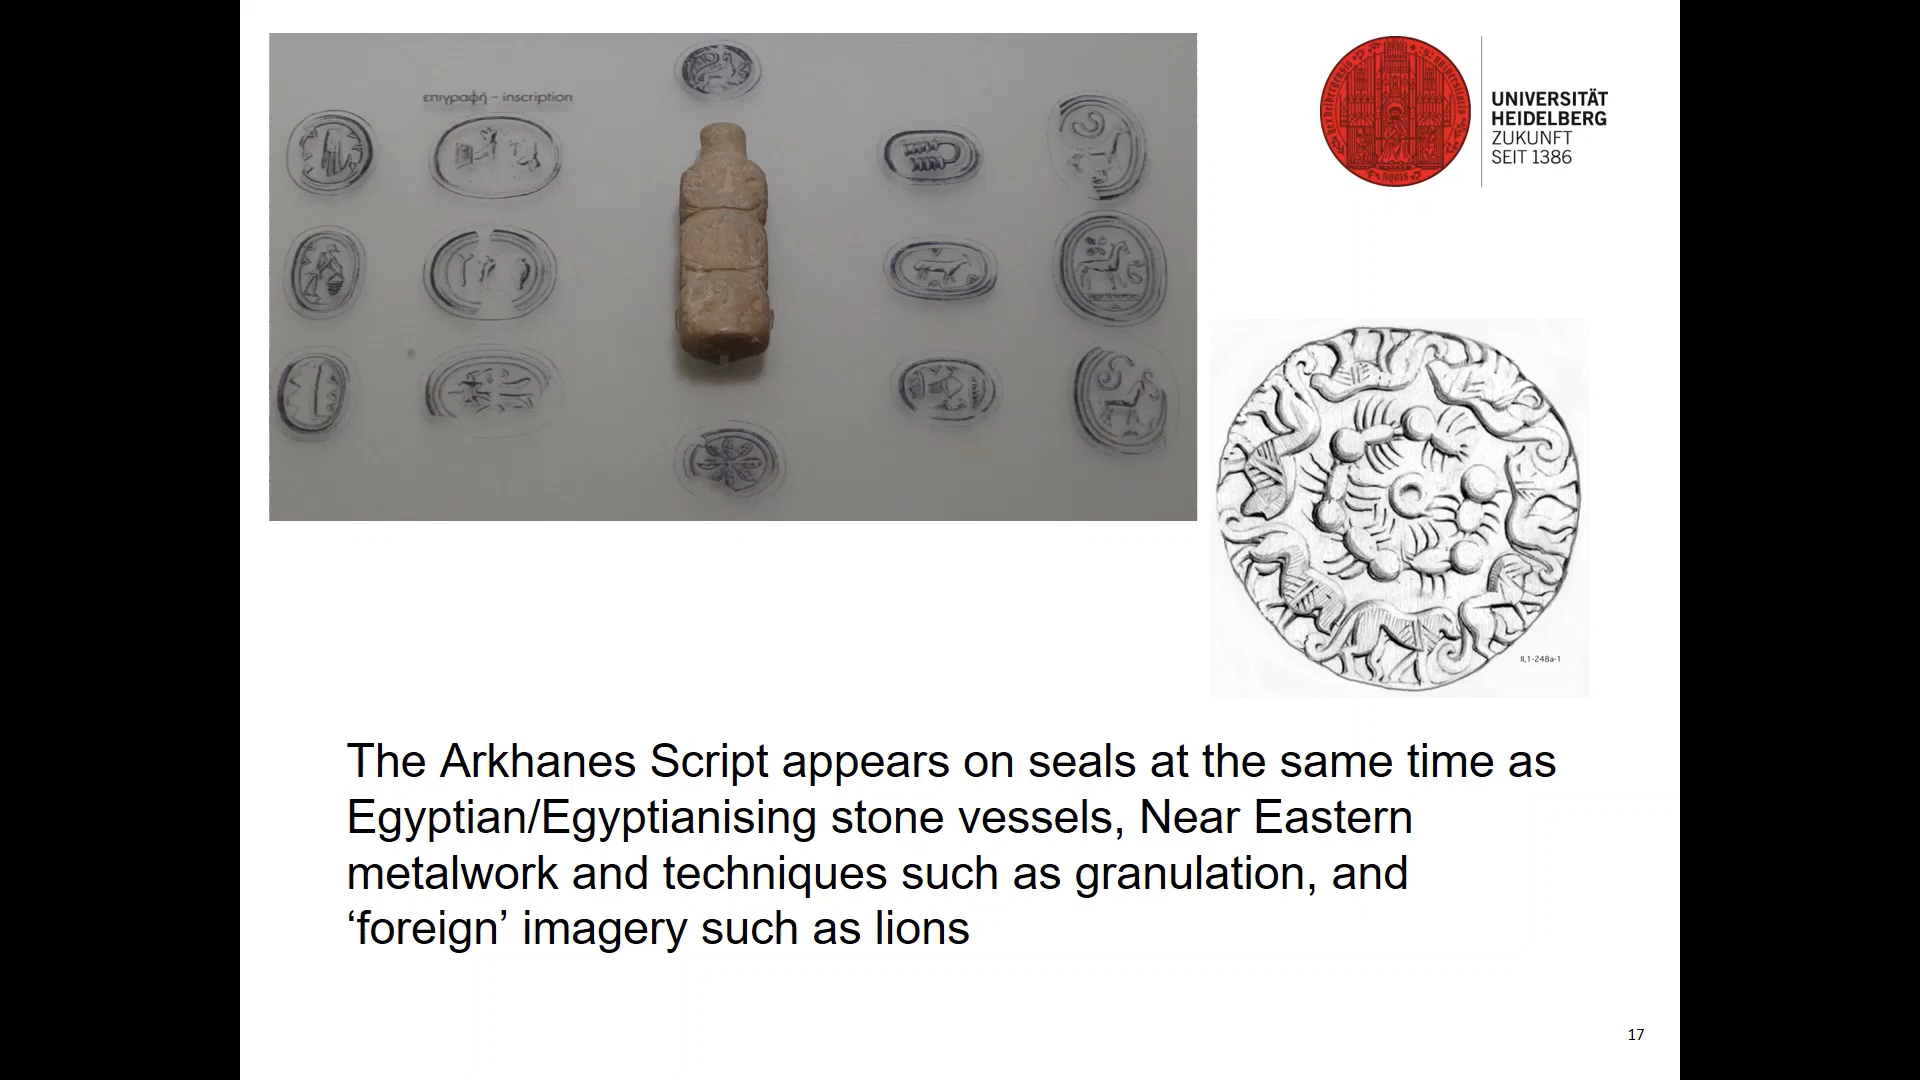 επιγραφή – inscription
UNIVERSITÄT
HEIDELBERG
ZUKUNFT
SEIT 1386
II,1-248a-1
The Arkhanes Script appears on seals at the same time as
Egyptian/Egyptianising stone vessels, Near Eastern
metalwork and techniques such as granulation, and
‘foreign’ imagery such as lions
17